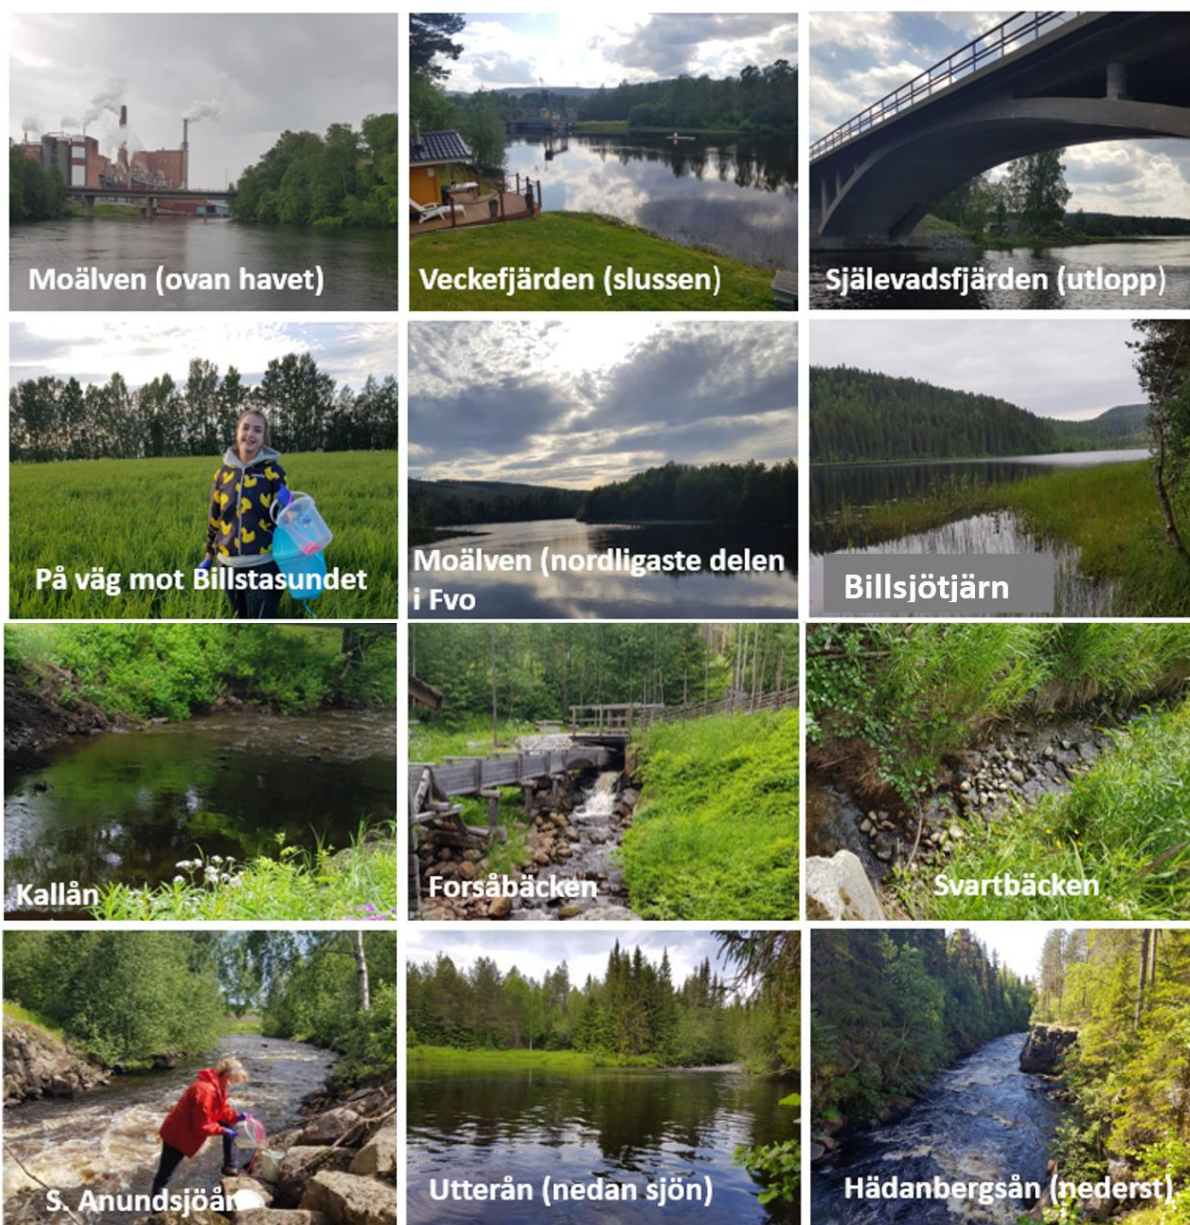 Moälven (ovan havet)
Veckefjärden (slussen)
Själevadsfjärden (utlopp)
På väg mot Billstasundet
Moälven (nordligaste delen
i Fvo
Billsjötjärn
Kallån
Forsåbäcken
Svartbäcken
S. Anundsjöån
Utterån (nedan sjön)
Hädanbergsån (nederst)